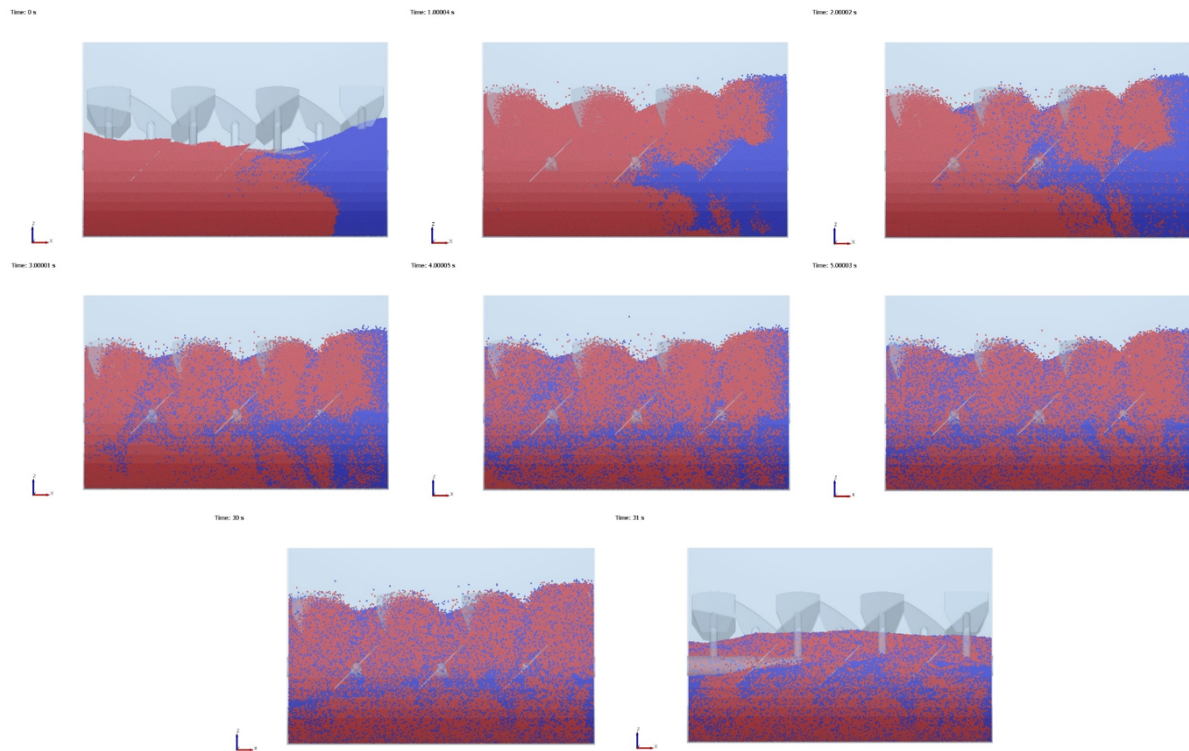 Time: 0 s
Time: 1.00004 s
Time: 2.00002 s
Z
X
Z
X
Z
X
Time: 3.00001 s
Time: 4.00005 s
Time: 5.00003 s
Z
X
Z
X
Z
X
Time: 30 s
Time: 31 s
Z
X
Z
X